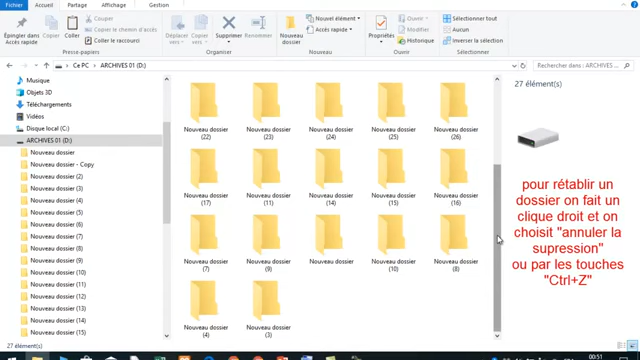 Fichier
Accueil
Partage
Affichage
Gestion
Épingler dans
Accès rapide
Copier
Coller
Couper
Copier le chemin d'accès
Coller le raccourci
Presse-papiers
Déplacer
vers
Copier
vers
Supprimer
Renommer
Organiser
Nouveau
dossier
Nouvel élément
Accès rapide
Nouveau
Propriétés
Ouvrir
Modifier
Historique
Ouvrir
Sélectionner tout
Aucun
Inverser la sélection
Sélectionner
Ce PC > ARCHIVES 01 (D:)
Rechercher dans : ARCHIVES ...
Musique
Objets 3D
Téléchargements
Vidéos
Disque local (C:)
ARCHIVES 01 (D:)
Nouveau dossier
Nouveau dossier - Copy
Nouveau dossier (2)
Nouveau dossier (3)
Nouveau dossier (4)
Nouveau dossier (5)
Nouveau dossier (6)
Nouveau dossier (7)
Nouveau dossier (8)
Nouveau dossier (9)
Nouveau dossier (10)
Nouveau dossier (11)
Nouveau dossier (12)
Nouveau dossier (13)
Nouveau dossier (14)
Nouveau dossier (15)
Nouveau dossier
(22)
Nouveau dossier
(23)
Nouveau dossier
(24)
Nouveau dossier
(25)
Nouveau dossier
(26)
Nouveau dossier
(17)
Nouveau dossier
(11)
Nouveau dossier
(14)
Nouveau dossier
(15)
Nouveau dossier
(16)
Nouveau dossier
(7)
Nouveau dossier
(9)
Nouveau dossier
Nouveau dossier
(10)
Nouveau dossier
(8)
Nouveau dossier
(4)
Nouveau dossier
(3)
27 élément(s)
pour rétablir un
dossier on fait un
clique droit et on
choisit "annuler la
supression"
ou par les touches
"Ctrl+Z"
27 élément(s)
00:51